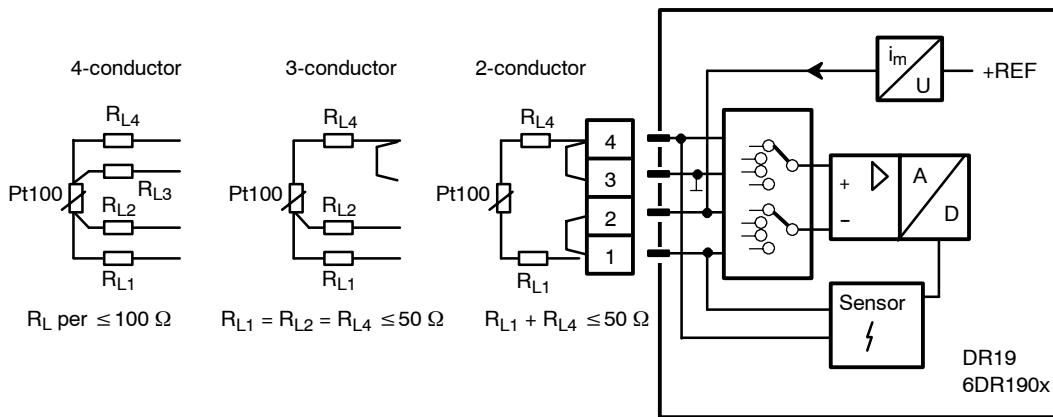 4-conductor
R_L4
R_L3
Pt100
R_L2
R_L1
R_L per ≤ 100 Ω
3-conductor
R_L4
Pt100
R_L2
R_L1
R_L1 = R_L2 = R_L4 ≤ 50 Ω
2-conductor
R_L4
Pt100
R_L1
R_L1 + R_L4 ≤ 50 Ω
4
3
2
1
i_m
U
+REF
+
−
A
D
Sensor
DR19
6DR190x